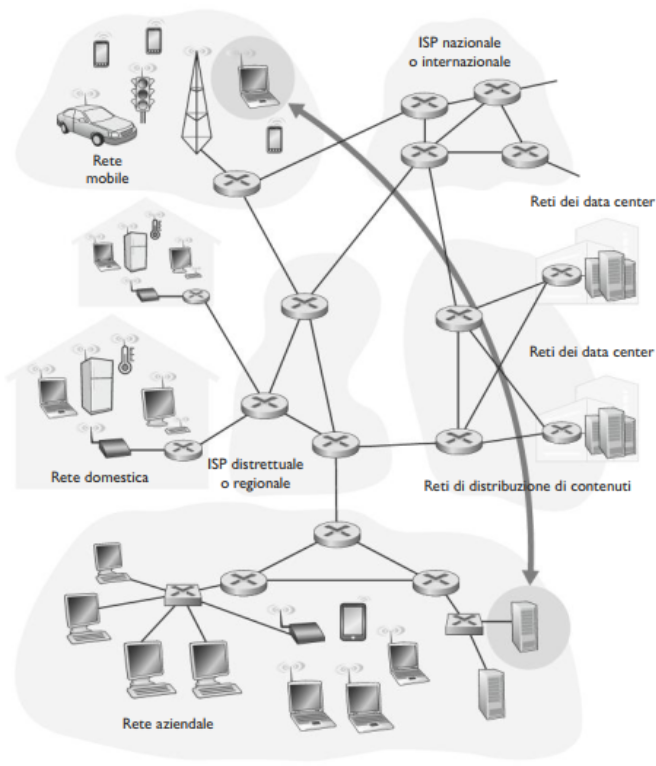 ISP nazionale
o internazionale
Rete
mobile
Reti dei data center
Reti dei data center
Rete domestica
ISP distrettuale
o regionale
Reti di distribuzione di contenuti
Rete aziendale